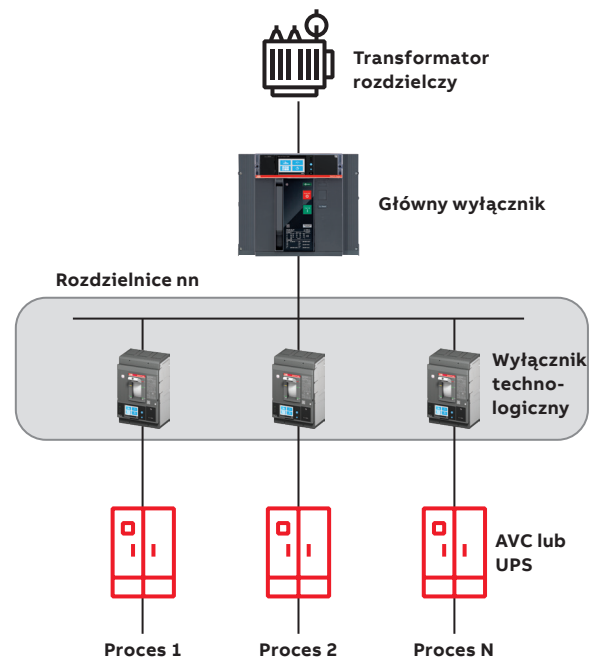 Transformator
rozdzielczy
Główny wyłącznik
Rozdzielnice nn
Wyłącznik
techno-
logiczny
AVC lub
UPS
Proces 1
Proces 2
Proces N